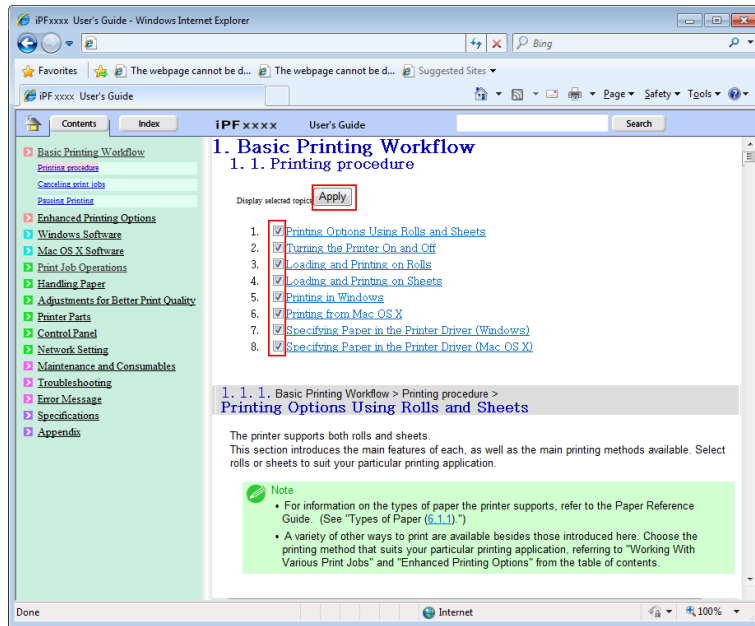 iPFxxxx User's Guide - Windows Internet Explorer
Bing
Favorites The webpage cannot be d... The webpage cannot be d... Suggested Sites
iPF xxxx User's Guide
Page Safety Tools
Contents Index iPF xxxx User's Guide Search
Basic Printing Workflow
Printing procedure
Canceling print jobs
Pausing Printing
Enhanced Printing Options
Windows Software
Mac OS X Software
Print Job Operations
Handling Paper
Adjustments for Better Print Quality
Printer Parts
Control Panel
Network Setting
Maintenance and Consumables
Troubleshooting
Error Message
Specifications
Appendix
1. Basic Printing Workflow
1. 1. Printing procedure
Display selected topics Apply
1. Printing Options Using Rolls and Sheets
2. Turning the Printer On and Off
3. Loading and Printing on Rolls
4. Loading and Printing on Sheets
5. Printing in Windows
6. Printing from Mac OS X
7. Specifying Paper in the Printer Driver (Windows)
8. Specifying Paper in the Printer Driver (Mac OS X)
1. 1. 1. Basic Printing Workflow > Printing procedure >
Printing Options Using Rolls and Sheets
The printer supports both rolls and sheets.
This section introduces the main features of each, as well as the main printing methods available. Select
rolls or sheets to suit your particular printing application.
Note
• For information on the types of paper the printer supports, refer to the Paper Reference
Guide. (See "Types of Paper (6.1.1).")
• A variety of other ways to print are available besides those introduced here. Choose the
printing method that suits your particular printing application, referring to "Working With
Various Print Jobs" and "Enhanced Printing Options" from the table of contents.
Done Internet 100%